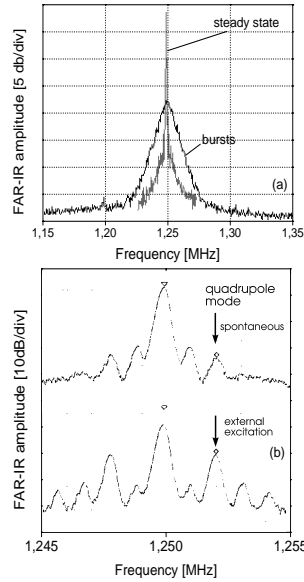 FAR-IR amplitude [5 db/div]
steady state
bursts
(a)
1,15 1,20 1,25 1,30 1,35
Frequency [MHz]
FAR-IR amplitude [10dB/div]
quadrupole
mode
spontaneous
external
excitation
(b)
1,245 1,250 1,255
Frequency [MHz]